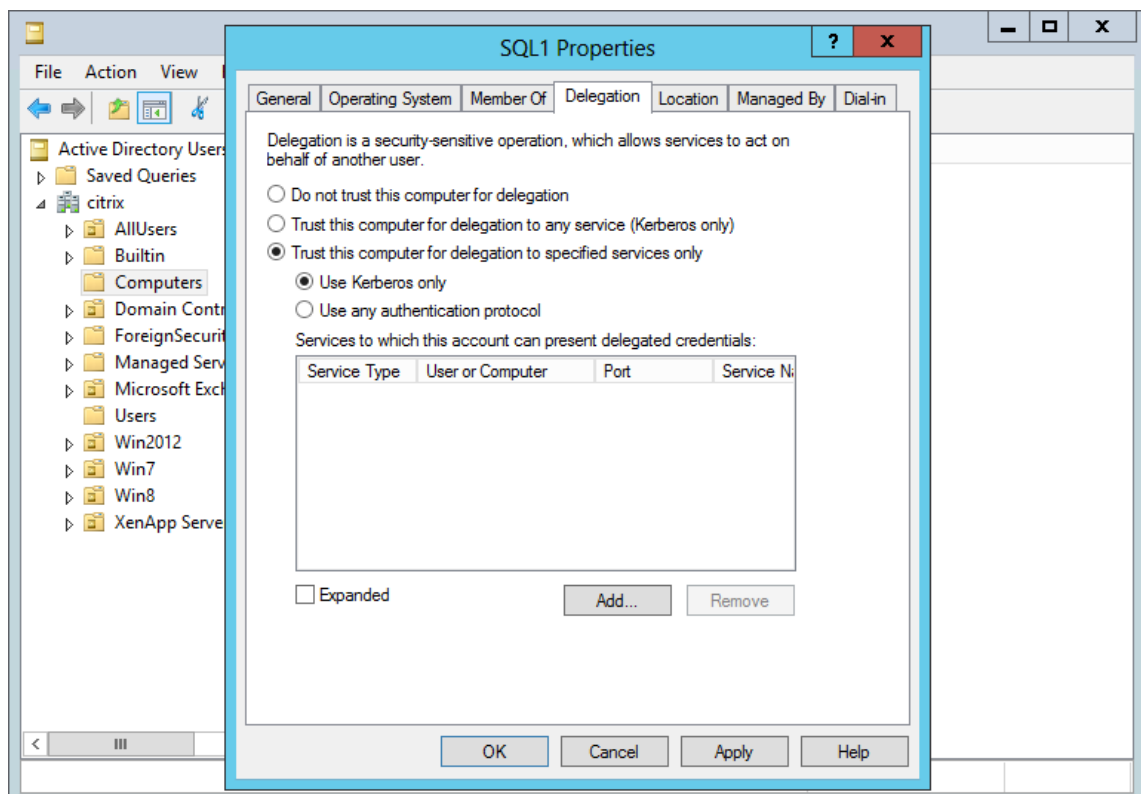 SQL1 Properties
?
x
x
File Action View
Active Directory Users
Saved Queries
citrix
AllUsers
Builtin
Computers
Domain Contr
ForeignSecurit
Managed Serv
Microsoft Exch
Users
Win2012
Win7
Win8
XenApp Serve
General Operating System Member Of Delegation Location Managed By Dial-in
Delegation is a security-sensitive operation, which allows services to act on
behalf of another user.
Do not trust this computer for delegation
Trust this computer for delegation to any service (Kerberos only)
Trust this computer for delegation to specified services only
Use Kerberos only
Use any authentication protocol
Services to which this account can present delegated credentials:
Service Type User or Computer Port Service Na
Expanded
Add... Remove
OK Cancel Apply Help